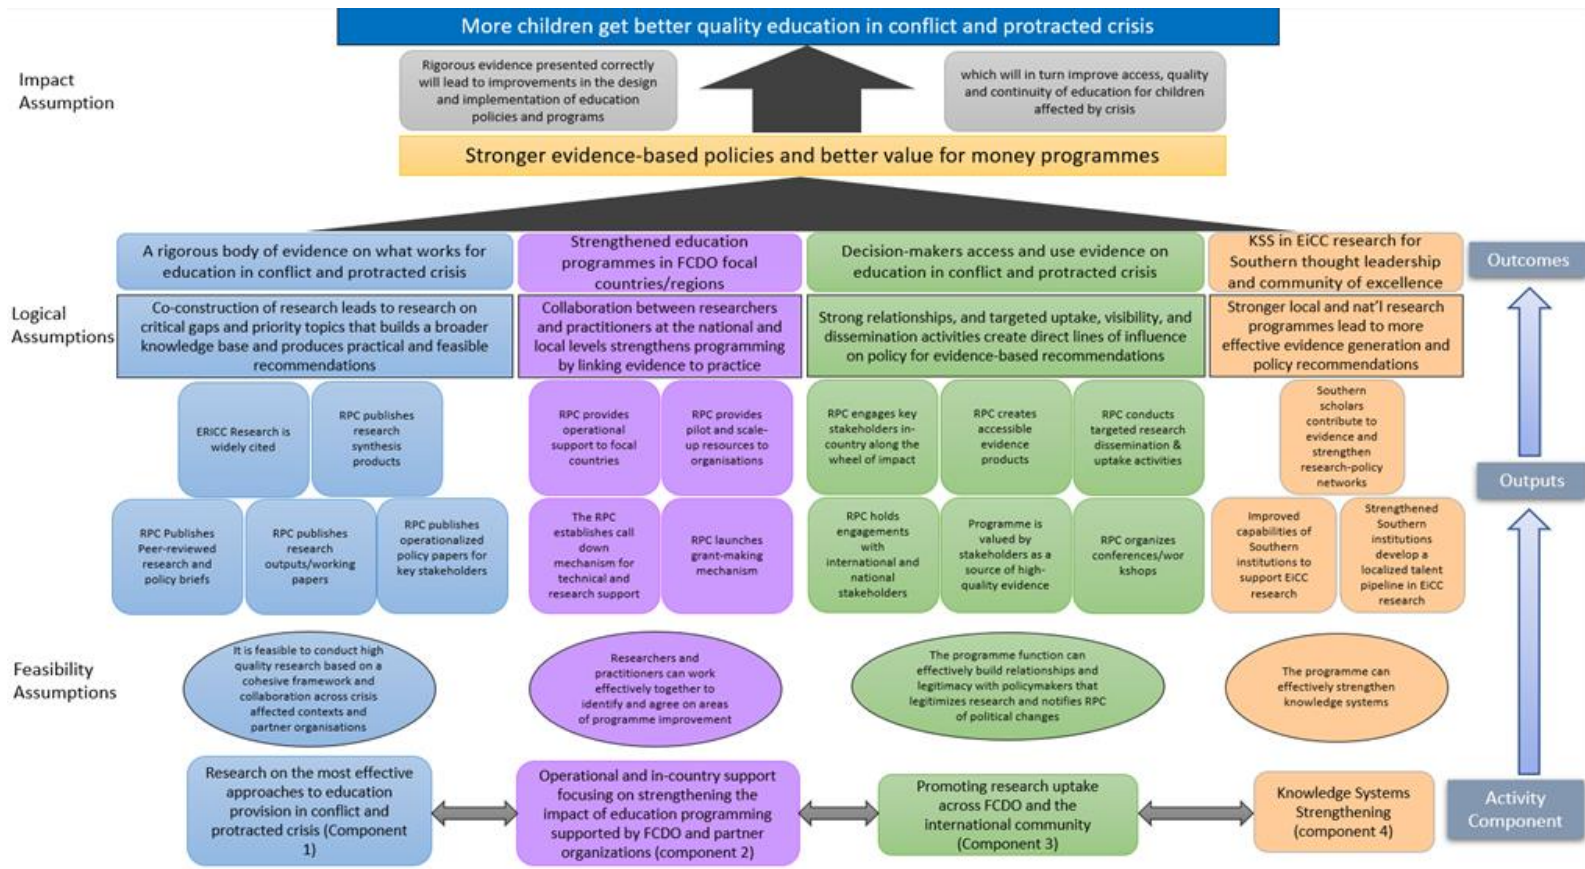 More children get better quality education in conflict and protracted crisis
Impact
Assumption
Rigorous evidence presented correctly
will lead to improvements in the design
and implementation of education
policies and programs
which will in turn improve access, quality
and continuity of education for children
affected by crisis
Stronger evidence-based policies and better value for money programmes
A rigorous body of evidence on what works for
education in conflict and protracted crisis
Strengthened education
programmes in FCDO focal
countries/regions
Decision-makers access and use evidence on
education in conflict and protracted crisis
KSS in EiCC research for
Southern thought leadership
and community of excellence
Outcomes
Logical
Assumptions
Co-construction of research leads to research on
critical gaps and priority topics that builds a broader
knowledge base and produces practical and feasible
recommendations
Collaboration between researchers
and practitioners at the national and
local levels strengthens programming
by linking evidence to practice
Strong relationships, and targeted uptake, visibility, and
dissemination activities create direct lines of influence
on policy for evidence-based recommendations
Stronger local and nat'l research
programmes lead to more
effective evidence generation and
policy recommendations
ERICC Research is
widely cited
RPC publishes
research
synthesis
products
RPC provides
operational
support to focal
countries
RPC provides
pilot and scale-
up resources to
organisations
RPC engages key
stakeholders in-
country along the
wheel of impact
RPC creates
accessible
evidence
products
RPC conducts
targeted research
dissemination &
uptake activities
Southern
scholars
contribute to
evidence and
strengthen
research-policy
networks
Outputs
RPC Publishes
Peer-reviewed
research and
policy briefs
RPC publishes
research
outputs/working
papers
RPC publishes
operationalized
policy papers for
key stakeholders
The RPC
establishes call
down
mechanism for
technical and
research support
RPC launches
grant-making
mechanism
RPC holds
engagements
with
international and
national
stakeholders
Programme is
valued by
stakeholders as a
source of high-
quality evidence
RPC organizes
conferences/wor
kshops
Improved
capabilities of
Southern
institutions to
support EiCC
research
Strengthened
Southern
institutions
develop a
localized talent
pipeline in EiCC
research
Feasibility
Assumptions
It is feasible to conduct high
quality research based on a
cohesive framework and
collaboration across crisis
affected contexts and
partner organisations
Researchers and
practitioners can work
effectively together to
identify and agree on areas
of programme improvement
The programme function can
effectively build relationships and
legitimacy with policymakers that
legitimizes research and notifies RPC
of political changes
The programme can
effectively strengthen
knowledge systems
Research on the most effective
approaches to education
provision in conflict and
protracted crisis (Component
1)
Operational and in-country support
focusing on strengthening the
impact of education programming
supported by FCDO and partner
organizations (component 2)
Promoting research uptake
across FCDO and the
international community
(Component 3)
Knowledge Systems
Strengthening
(component 4)
Activity
Component